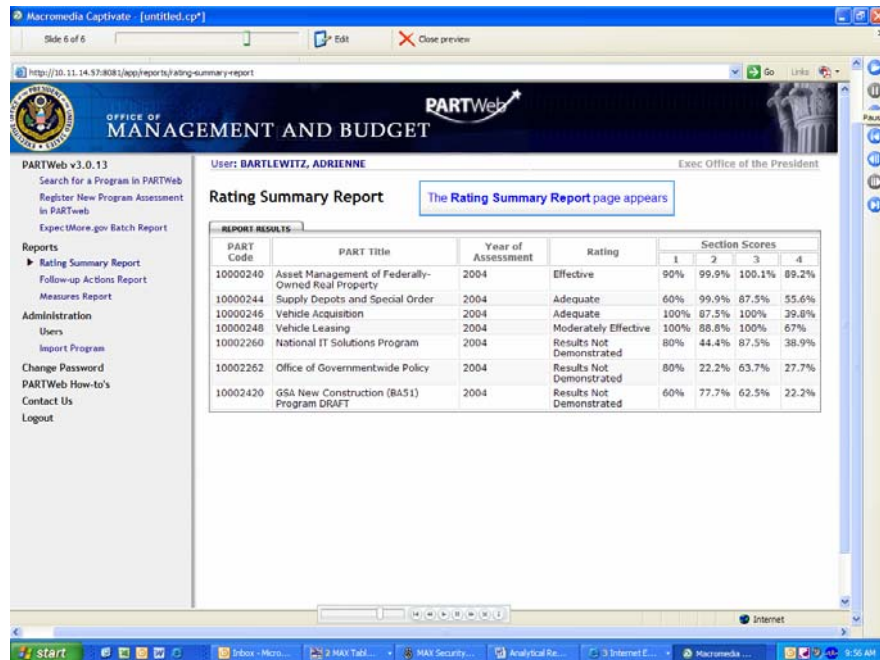 Macromedia Captivate - [untitled.cp*]
Slide 6 of 6
Edit
Close preview
http://10.11.14.57:8081/app/reports/rating-summary-report
Go
Links
OFFICE OF
MANAGEMENT AND BUDGET
PARTWeb
Paus
PARTWeb v3.0.13
Search for a Program in PARTWeb
Register New Program Assessment
in PARTweb
ExpectMore.gov Batch Report
Reports
Rating Summary Report
Follow-up Actions Report
Measures Report
Administration
Users
Import Program
Change Password
PARTWeb How-to's
Contact Us
Logout
User: BARTLEWITZ, ADRIENNE
Exec Office of the President
Rating Summary Report
The Rating Summary Report page appears
REPORT RESULTS
PART Code PART Title Year of Assessment Rating Section Scores
1 2 3 4
10000240 Asset Management of Federally- 2004 Effective 90% 99.9% 100.1% 89.2%
Owned Real Property
10000244 Supply Depots and Special Order 2004 Adequate 60% 99.9% 87.5% 55.6%
10000246 Vehicle Acquisition 2004 Adequate 100% 87.5% 100% 39.8%
10000248 Vehicle Leasing 2004 Moderately Effective 100% 88.8% 100% 67%
10002260 National IT Solutions Program 2004 Results Not 80% 44.4% 87.5% 38.9%
Demonstrated
10002262 Office of Governmentwide Policy 2004 Results Not 80% 22.2% 63.7% 27.7%
Demonstrated
10002420 GSA New Construction (BA51) 2004 Results Not 60% 77.7% 62.5% 22.2%
Program DRAFT Demonstrated
Internet
start
Inbox - Micro...
2 MAX Tabl...
MAX Security...
Analytical Re...
3 Internet E...
Macromedia ...
9:56 AM